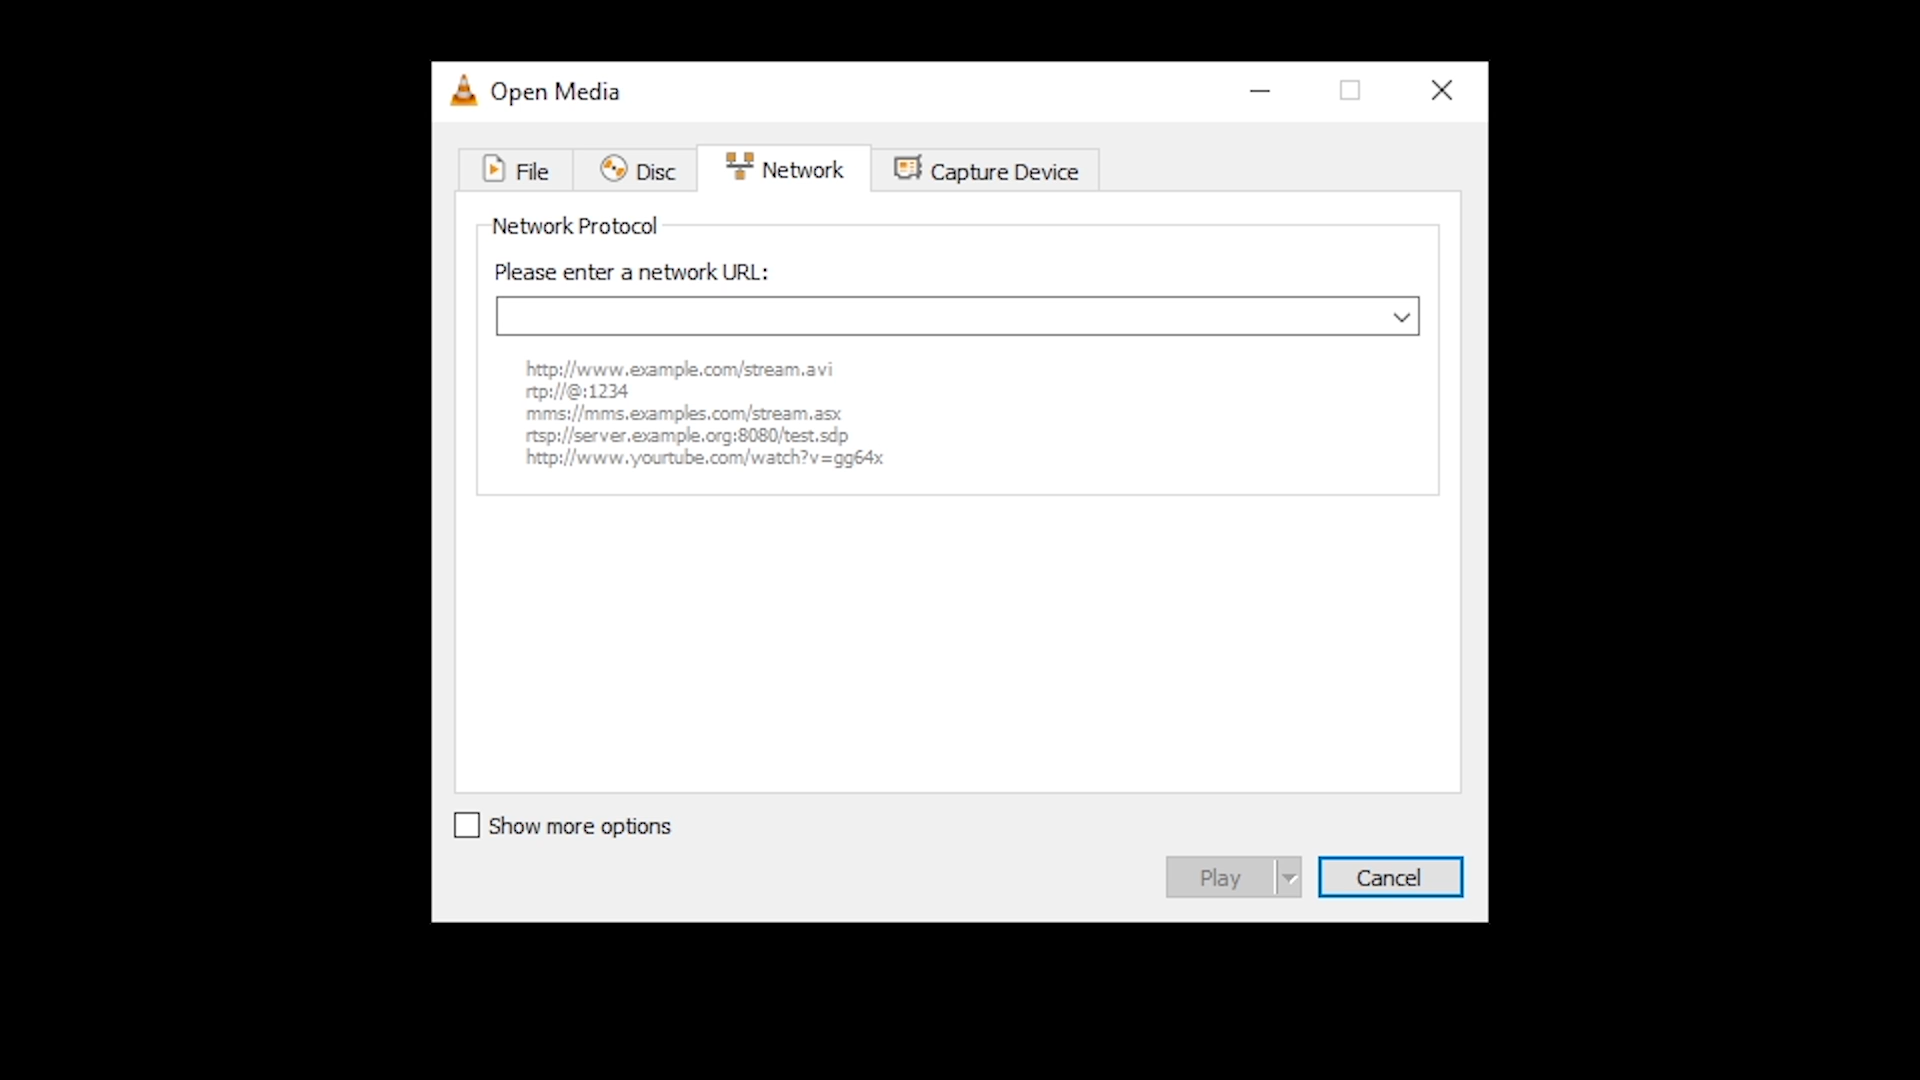 Open Media
File Disc Network Capture Device
Network Protocol
Please enter a network URL:
http://www.example.com/stream.avi
rtp://@:1234
mms://mms.examples.com/stream.asx
rtsp://server.example.org:8080/test.sdp
http://www.yourtube.com/watch?v=gg64x
Show more options
Play Cancel